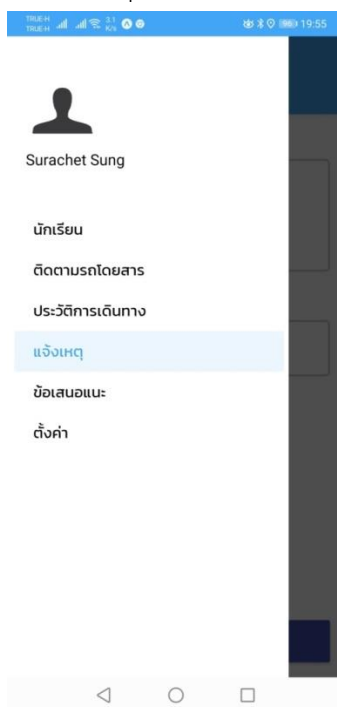 TRUE-H
TRUE-H
3.1
K/s
96
19:55
Surachet Sung
นักเรียน
ติดตามรถโดยสาร
ประวัติการเดินทาง
แจ้งเหตุ
ข้อเสนอแนะ
ตั้งค่า